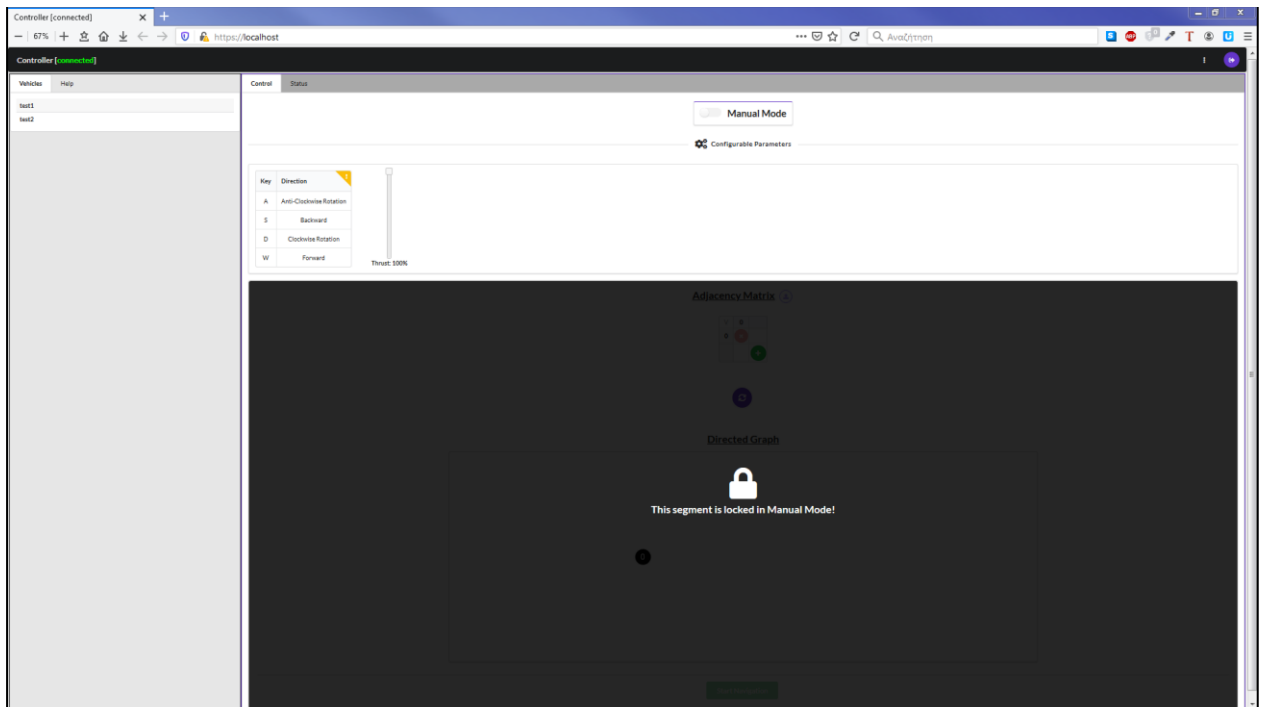 Controller [connected]
67%
https://localhost
Αναζήτηση
Controller [connected]
Vehicles Help
test1
test2
Control Status
Manual Mode
Configurable Parameters
Key Direction
A Anti-Clockwise Rotation
S Backward
D Clockwise Rotation
W Forward
Thrust: 100%
Adjacency Matrix
Directed Graph
This segment is locked in Manual Mode!